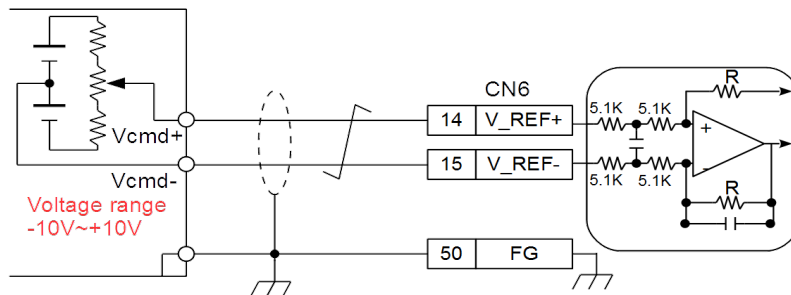 CN6
R
5.1K 5.1K
14 V_REF+
+
Vcmd+
15 V_REF-
-
Vcmd-
5.1K 5.1K
R
Voltage range
-10V~+10V
50 FG